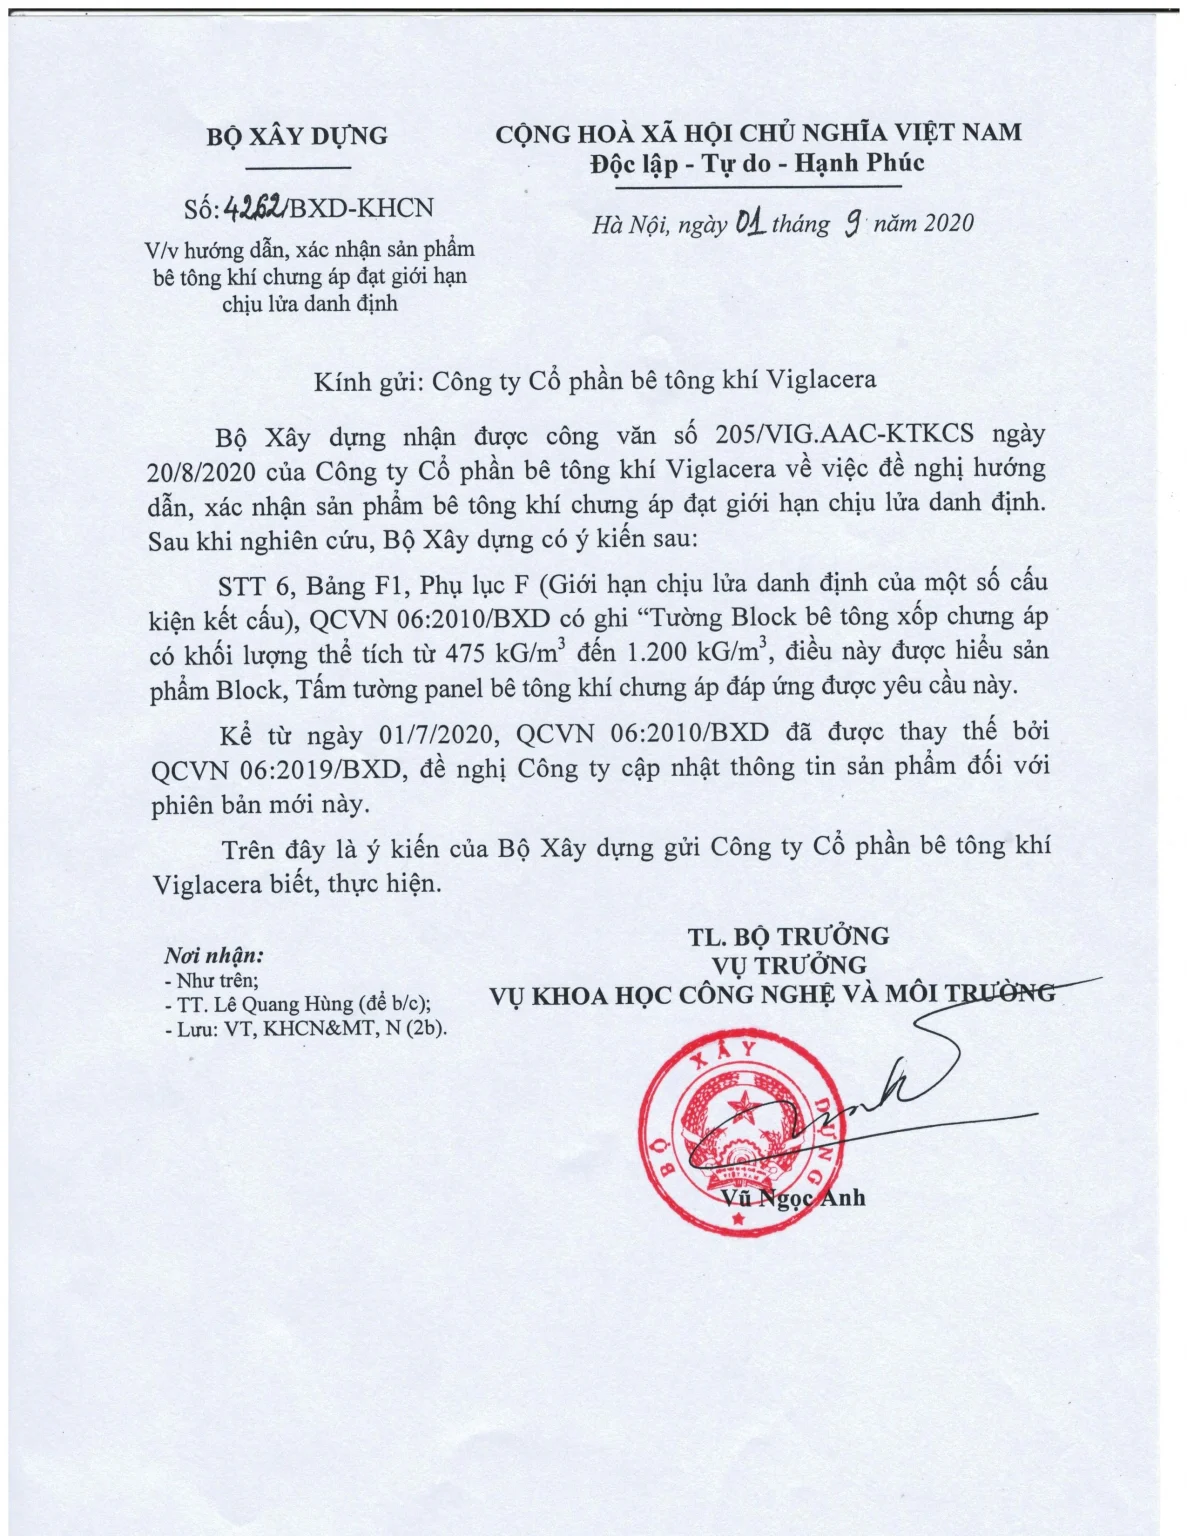 BỘ XÂY DỰNG
CỘNG HOÀ XÃ HỘI CHỦ NGHĨA VIỆT NAM
Độc lập - Tự do - Hạnh Phúc
Số: 4262/BXD-KHCN
Hà Nội, ngày 01 tháng 9 năm 2020
V/v hướng dẫn, xác nhận sản phẩm
bê tông khí chưng áp đạt giới hạn
chịu lửa danh định
Kính gửi: Công ty Cổ phần bê tông khí Viglacera
Bộ Xây dựng nhận được công văn số 205/VIG.AAC-KTKCS ngày
20/8/2020 của Công ty Cổ phần bê tông khí Viglacera về việc đề nghị hướng
dẫn, xác nhận sản phẩm bê tông khí chưng áp đạt giới hạn chịu lửa danh định.
Sau khi nghiên cứu, Bộ Xây dựng có ý kiến sau:
STT 6, Bảng F1, Phụ lục F (Giới hạn chịu lửa danh định của một số cấu
kiện kết cấu), QCVN 06:2010/BXD có ghi “Tường Block bê tông xốp chưng áp
có khối lượng thể tích từ 475 kG/m³ đến 1.200 kG/m³, điều này được hiểu sản
phẩm Block, Tấm tường panel bê tông khí chưng áp đáp ứng được yêu cầu này.
Kể từ ngày 01/7/2020, QCVN 06:2010/BXD đã được thay thế bởi
QCVN 06:2019/BXD, đề nghị Công ty cập nhật thông tin sản phẩm đối với
phiên bản mới này.
Trên đây là ý kiến của Bộ Xây dựng gửi Công ty Cổ phần bê tông khí
Viglacera biết, thực hiện.
Nơi nhận:
- Như trên;
- TT. Lê Quang Hùng (để b/c);
- Lưu: VT, KHCN&MT, N (2b).
TL. BỘ TRƯỞNG
VỤ TRƯỞNG
VỤ KHOA HỌC CÔNG NGHỆ VÀ MÔI TRƯỜNG
BỘ XÂY DỰNG
VIỆT NAM
Vũ Ngọc Anh